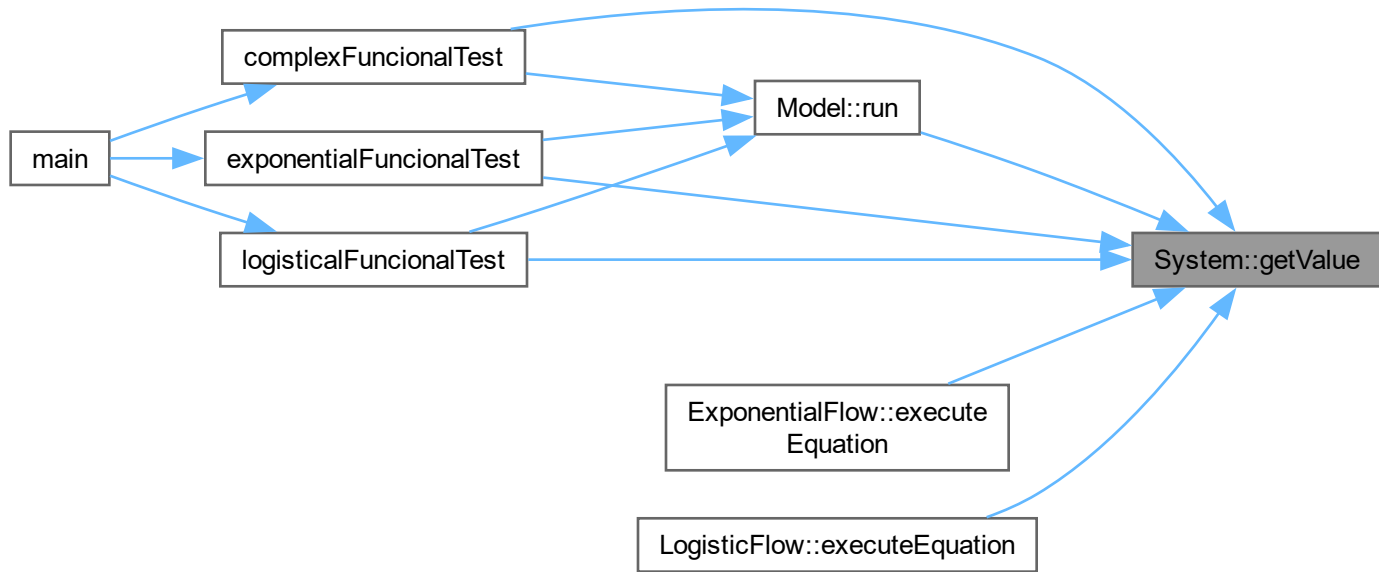 complexFuncionalTest
Model::run
main
exponentialFuncionalTest
logisticalFuncionalTest
System::getValue
ExponentialFlow::execute
Equation
LogisticFlow::executeEquation